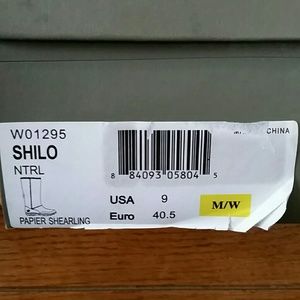 W01295
CHINA
SHILO
NTRL
8 84093 05804 5
PAPIER SHEARLING
USA 9
Euro 40.5
M/W